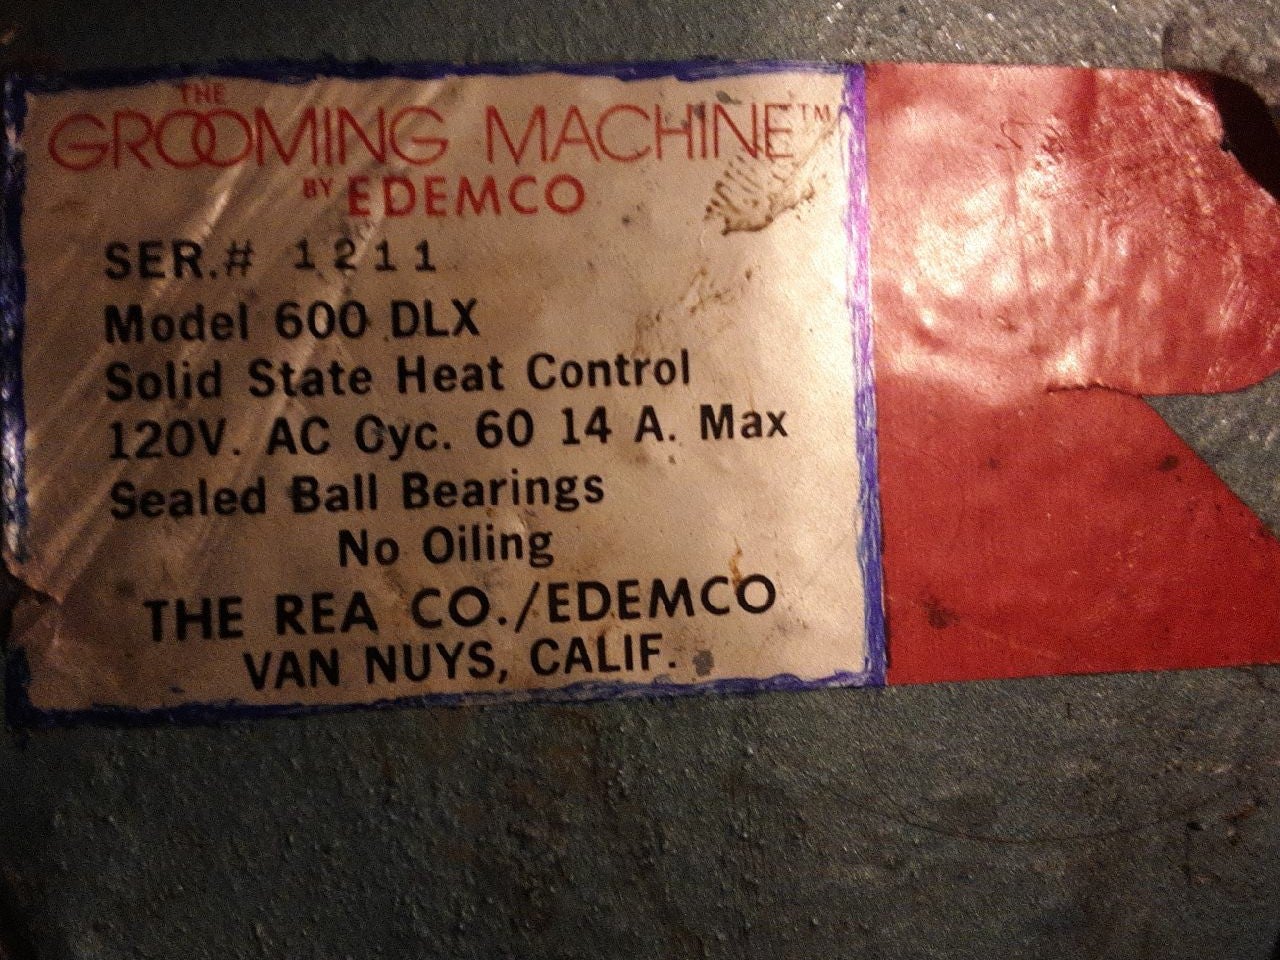 THE
GROOMING MACHINE™
BY EDEMCO
SER.# 1211
Model 600 DLX
Solid State Heat Control
120V. AC Cyc. 60 14 A. Max
Sealed Ball Bearings
No Oiling
THE REA CO./EDEMCO
VAN NUYS, CALIF.